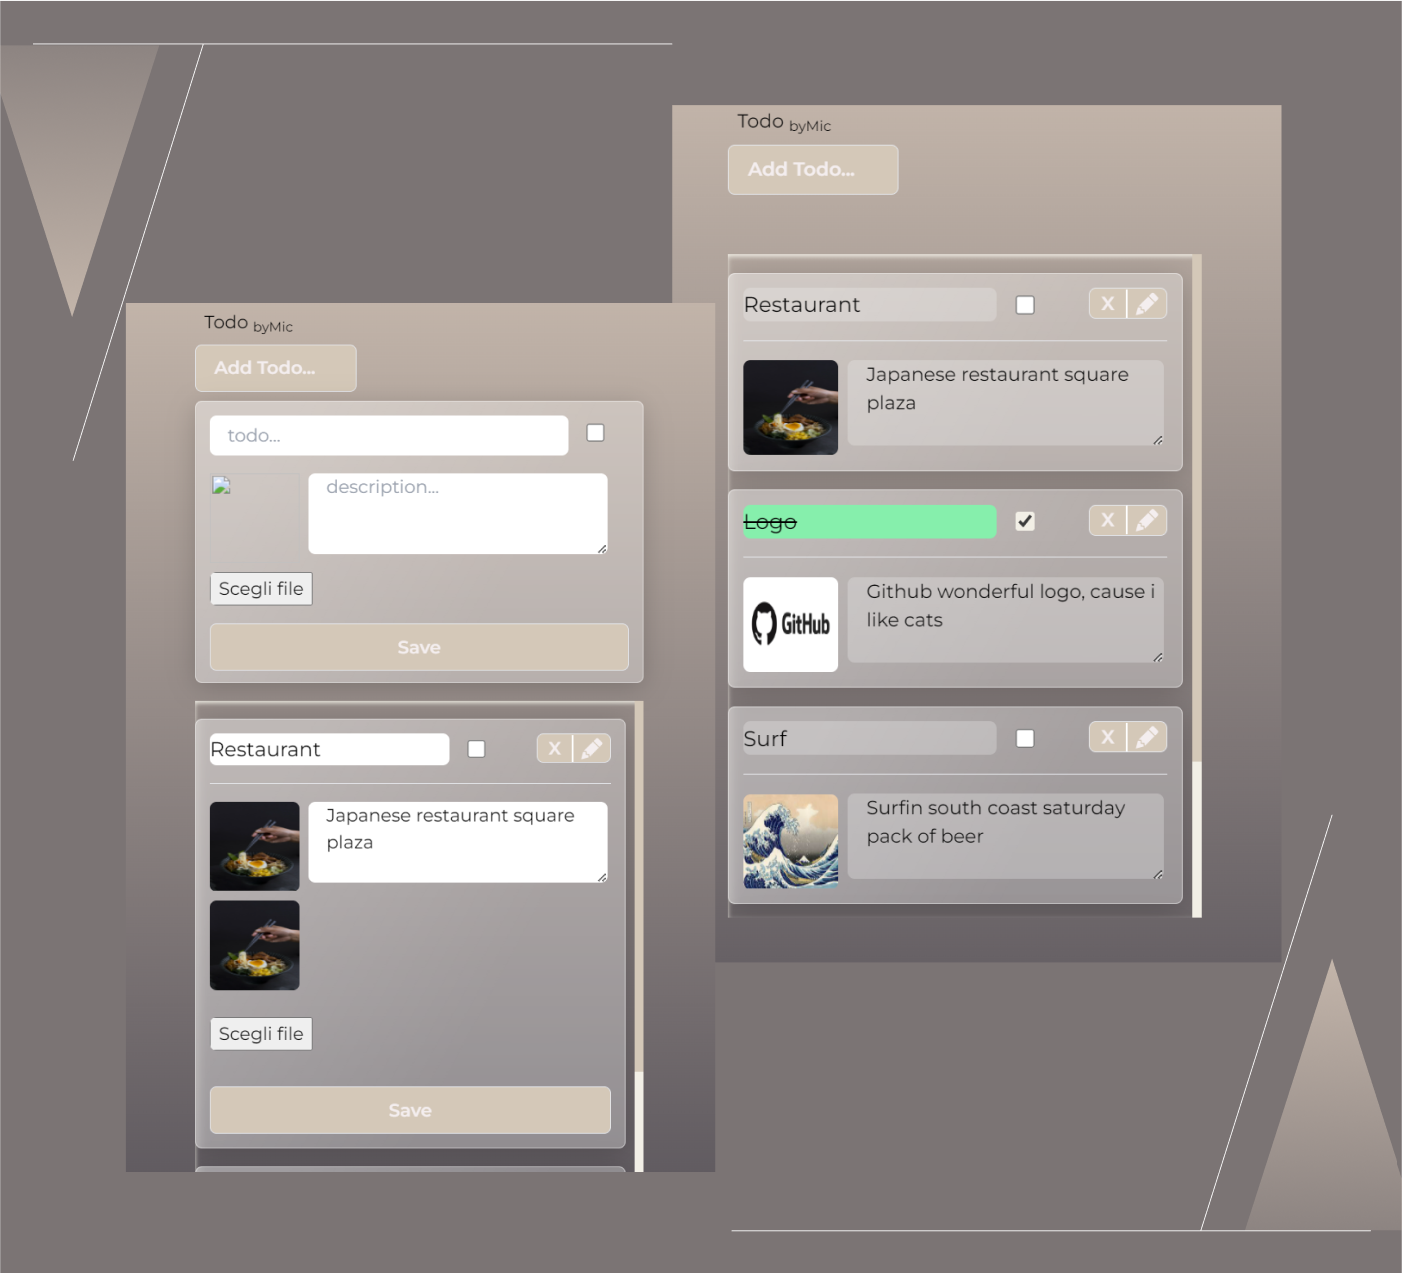 Todo byMic
Add Todo...
todo...
description...
Scegli file
Save
Restaurant
X
Japanese restaurant square
plaza
Scegli file
Save
Todo byMic
Add Todo...
Restaurant
X
Japanese restaurant square
plaza
Logo
X
GitHub
Github wonderful logo, cause i
like cats
Surf
X
Surfin south coast saturday
pack of beer